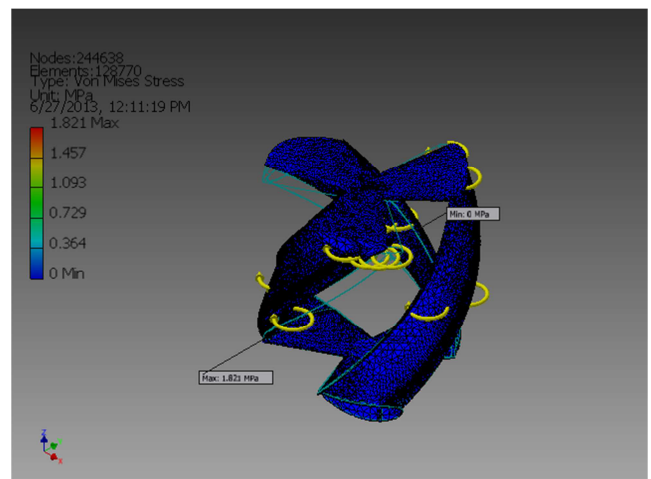 Nodes:244638
Elements:128770
Type: Von Mises Stress
Unit: MPa
6/27/2013, 12:11:19 PM
1.821 Max
1.457
1.093
0.729
0.364
0 Min
Min: 0 MPa
Max: 1.821 MPa
Z
X